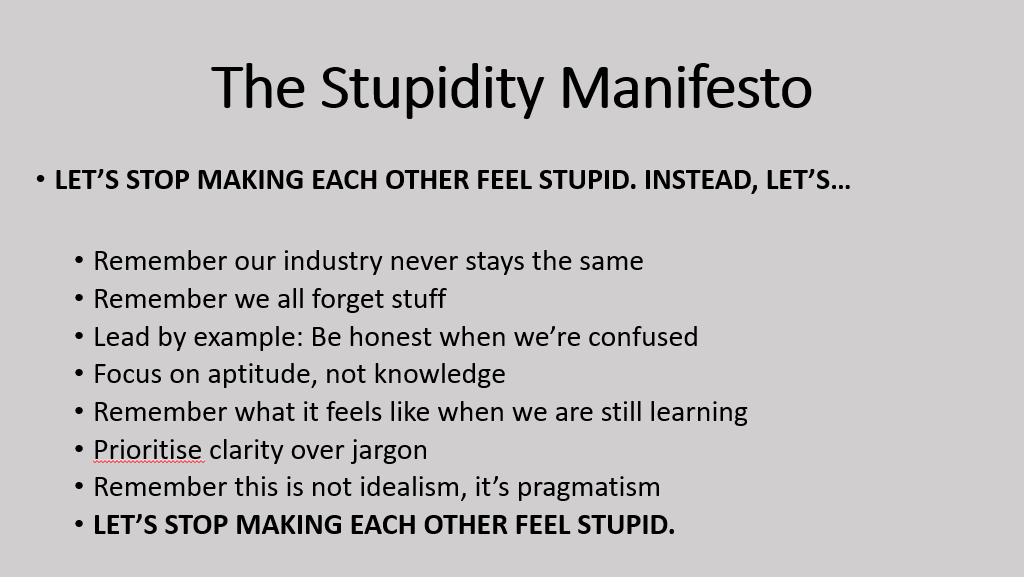 The Stupidity Manifesto
• LET’S STOP MAKING EACH OTHER FEEL STUPID. INSTEAD, LET’S…
• Remember our industry never stays the same
• Remember we all forget stuff
• Lead by example: Be honest when we’re confused
• Focus on aptitude, not knowledge
• Remember what it feels like when we are still learning
• Prioritise clarity over jargon
• Remember this is not idealism, it’s pragmatism
• LET’S STOP MAKING EACH OTHER FEEL STUPID.